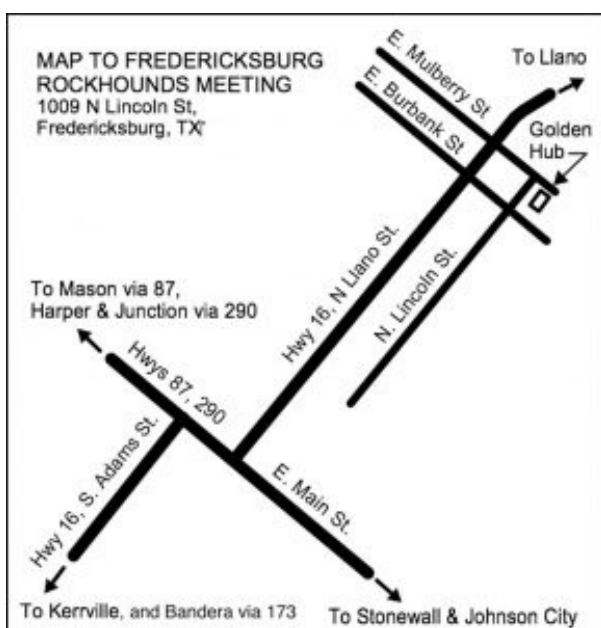 MAP TO FREDERICKSBURG
ROCKHOUNDS MEETING
1009 N Lincoln St,
Fredericksburg, TX
E. Mulberry St
To Llano
E. Burbank St
Golden
Hub
Hwy 16, N Llano St.
N. Lincoln St.
To Mason via 87,
Harper & Junction via 290
Hwys 87, 290
Hwy 16, S. Adams St.
E. Main St.
To Kerrville, and Bandera via 173
To Stonewall & Johnson City